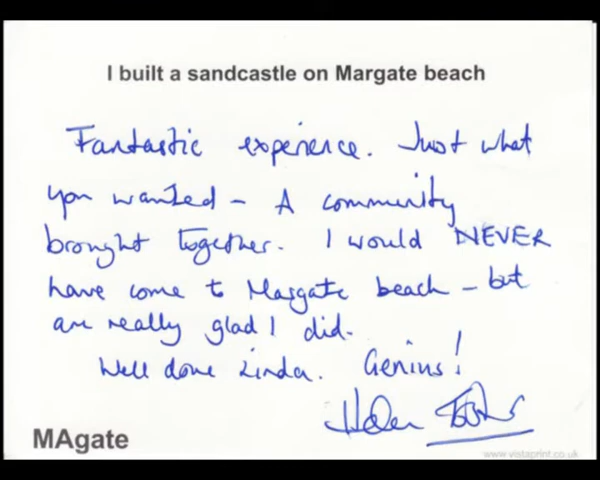 I built a sandcastle on Margate beach
Fantastic experience. Just what
you wanted - A community
brought together. I would NEVER
have come to Margate beach - but
am really glad I did.
Well done Linda. Genius!
Helen
MAgate
www.vistaprint.co.uk